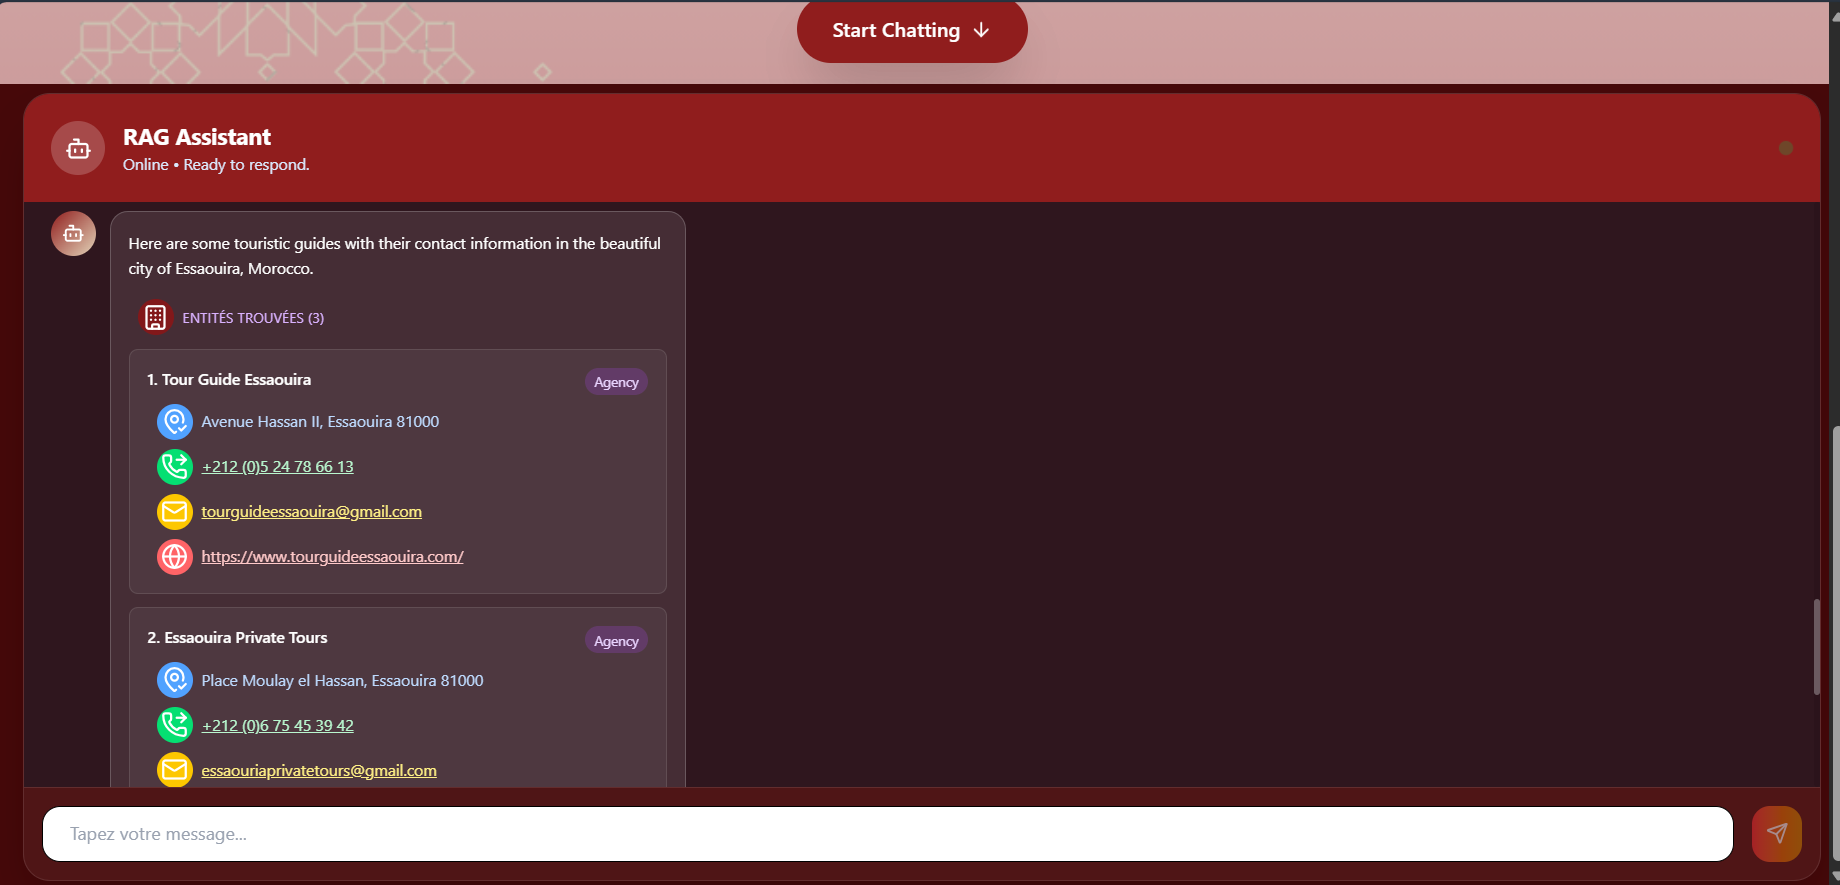 Start Chatting
RAG Assistant
Online • Ready to respond.
Here are some touristic guides with their contact information in the beautiful
city of Essaouira, Morocco.
ENTITÉS TROUVÉES (3)
1. Tour Guide Essaouira
Agency
Avenue Hassan II, Essaouira 81000
+212 (0)5 24 78 66 13
tourguideessaouira@gmail.com
https://www.tourguideessaouira.com/
2. Essaouira Private Tours
Agency
Place Moulay el Hassan, Essaouira 81000
+212 (0)6 75 45 39 42
essaouriaprivatetours@gmail.com
Tapez votre message...